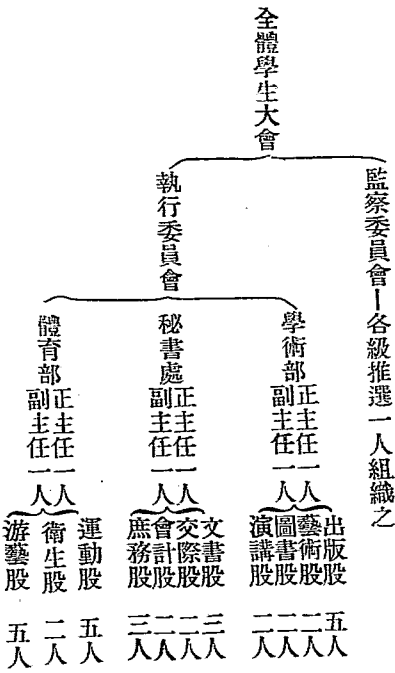 全體學生大會
監察委員會—各級推選一人組織之
執行委員會
學術部
正主任一人
副主任一人
出版股 五人
藝術股 二人
圖書股 二人
演講股 二人
秘書處
正主任一人
副主任一人
文書股 三人
交際股 二人
會計股 二人
庶務股 三人
體育部
正主任一人
副主任一人
運動股 五人
衛生股 二人
游藝股 五人